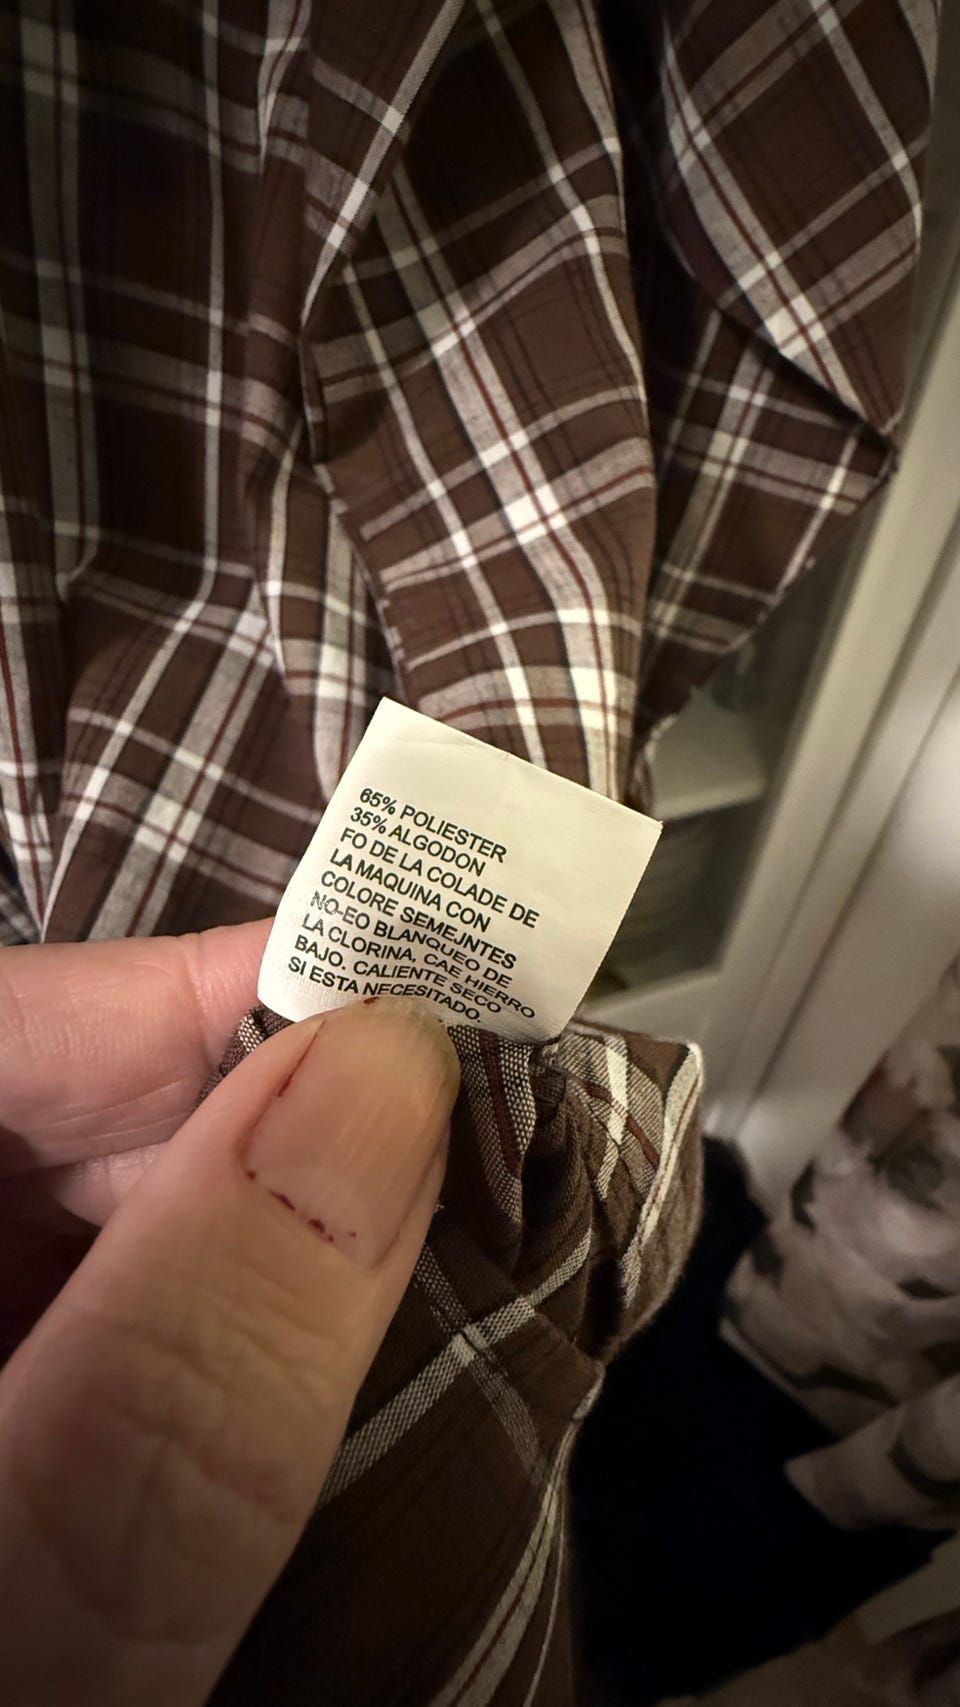 65% POLIESTER
35% ALGODON
FO DE LA COLADE DE
LA MAQUINA CON
COLORE SEMEJNTES
NO-EO BLANQUEO DE
LA CLORINA, CAE HIERRO
BAJO. CALIENTE SECO
SI ESTA NECESITADO.